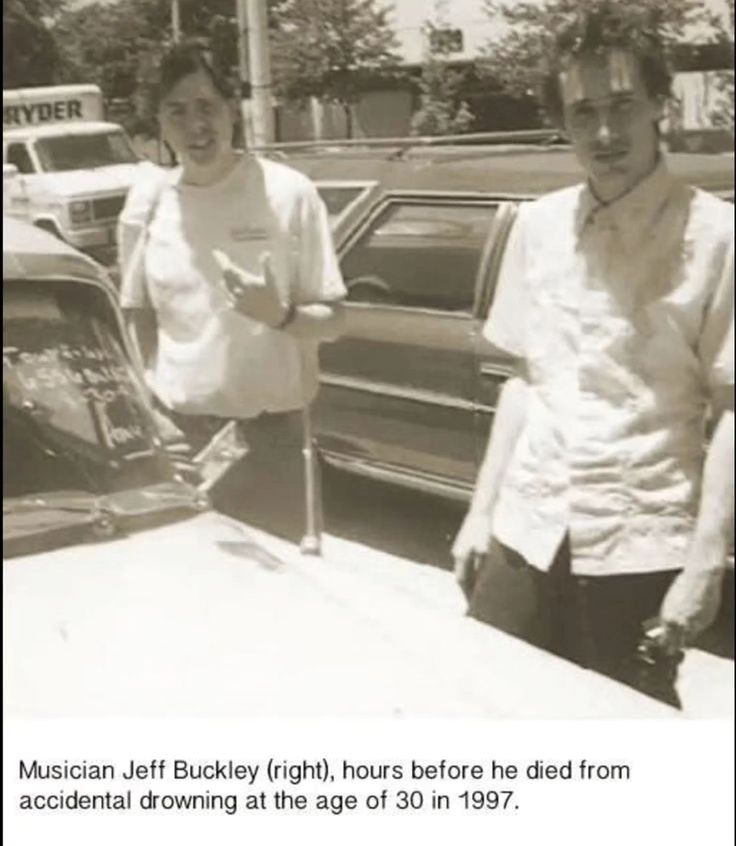 RYDER
Musician Jeff Buckley (right), hours before he died from
accidental drowning at the age of 30 in 1997.